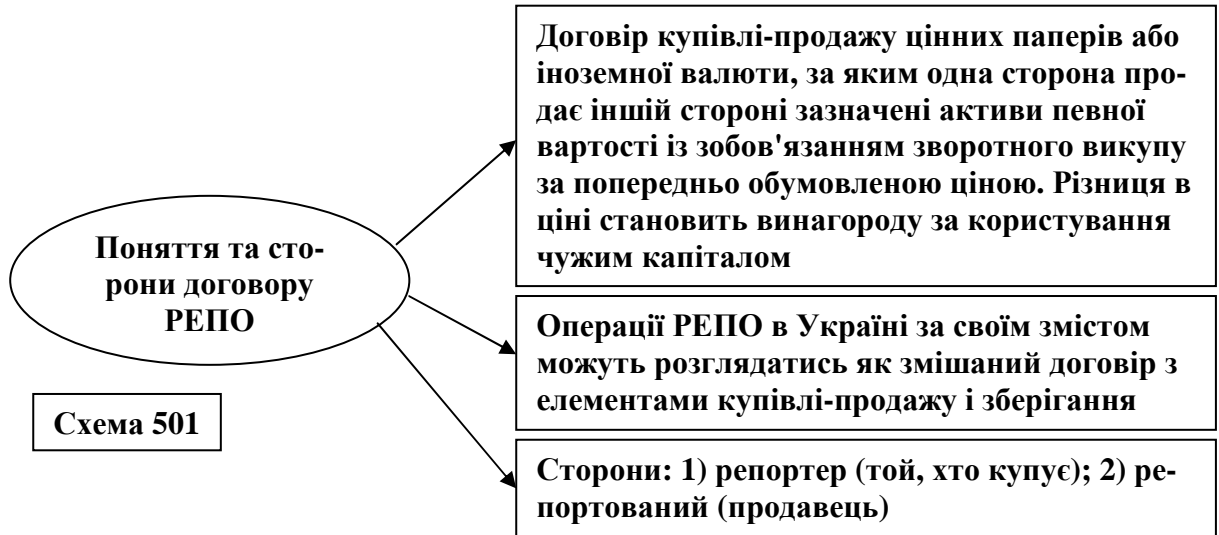 Договір купівлі-продажу цінних паперів або
іноземної валюти, за яким одна сторона про-
дає іншій стороні зазначені активи певної
вартості із зобов'язанням зворотного викупу
за попередньо обумовленою ціною. Різниця в
ціні становить винагороду за користування
чужим капіталом
Поняття та сто-
рони договору
РЕПО
Операції РЕПО в Україні за своїм змістом
можуть розглядатись як змішаний договір з
елементами купівлі-продажу і зберігання
Схема 501
Сторони: 1) репортер (той, хто купує); 2) ре-
портований (продавець)